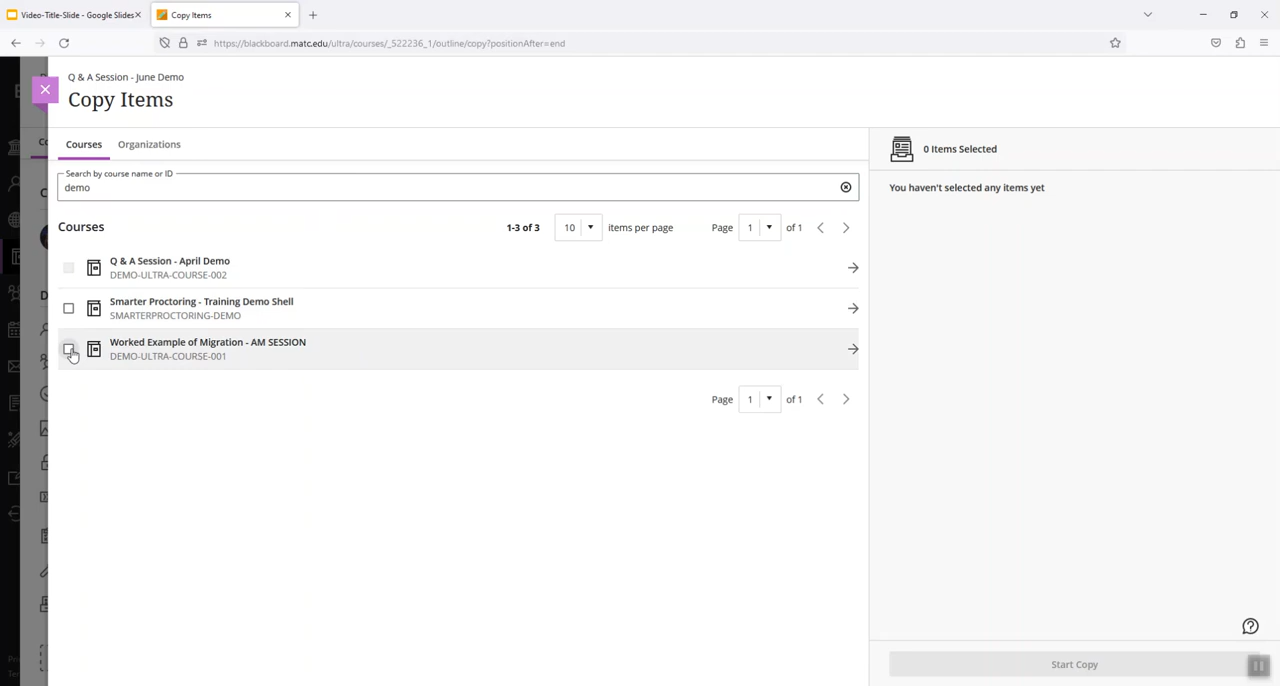 Video-Title-Slide - Google Slides
Copy Items
https://blackboard.matc.edu/ultra/courses/_522236_1/outline/copy?positionAfter=end
Q & A Session - June Demo
Copy Items
Courses
Organizations
0 Items Selected
Search by course name or ID
demo
You haven't selected any items yet
Courses
1-3 of 3
10
items per page
Page
1
of 1
Q & A Session - April Demo
DEMO-ULTRA-COURSE-002
Smarter Proctoring - Training Demo Shell
SMARTERPROCTORING-DEMO
Worked Example of Migration - AM SESSION
DEMO-ULTRA-COURSE-001
Page
1
of 1
Start Copy